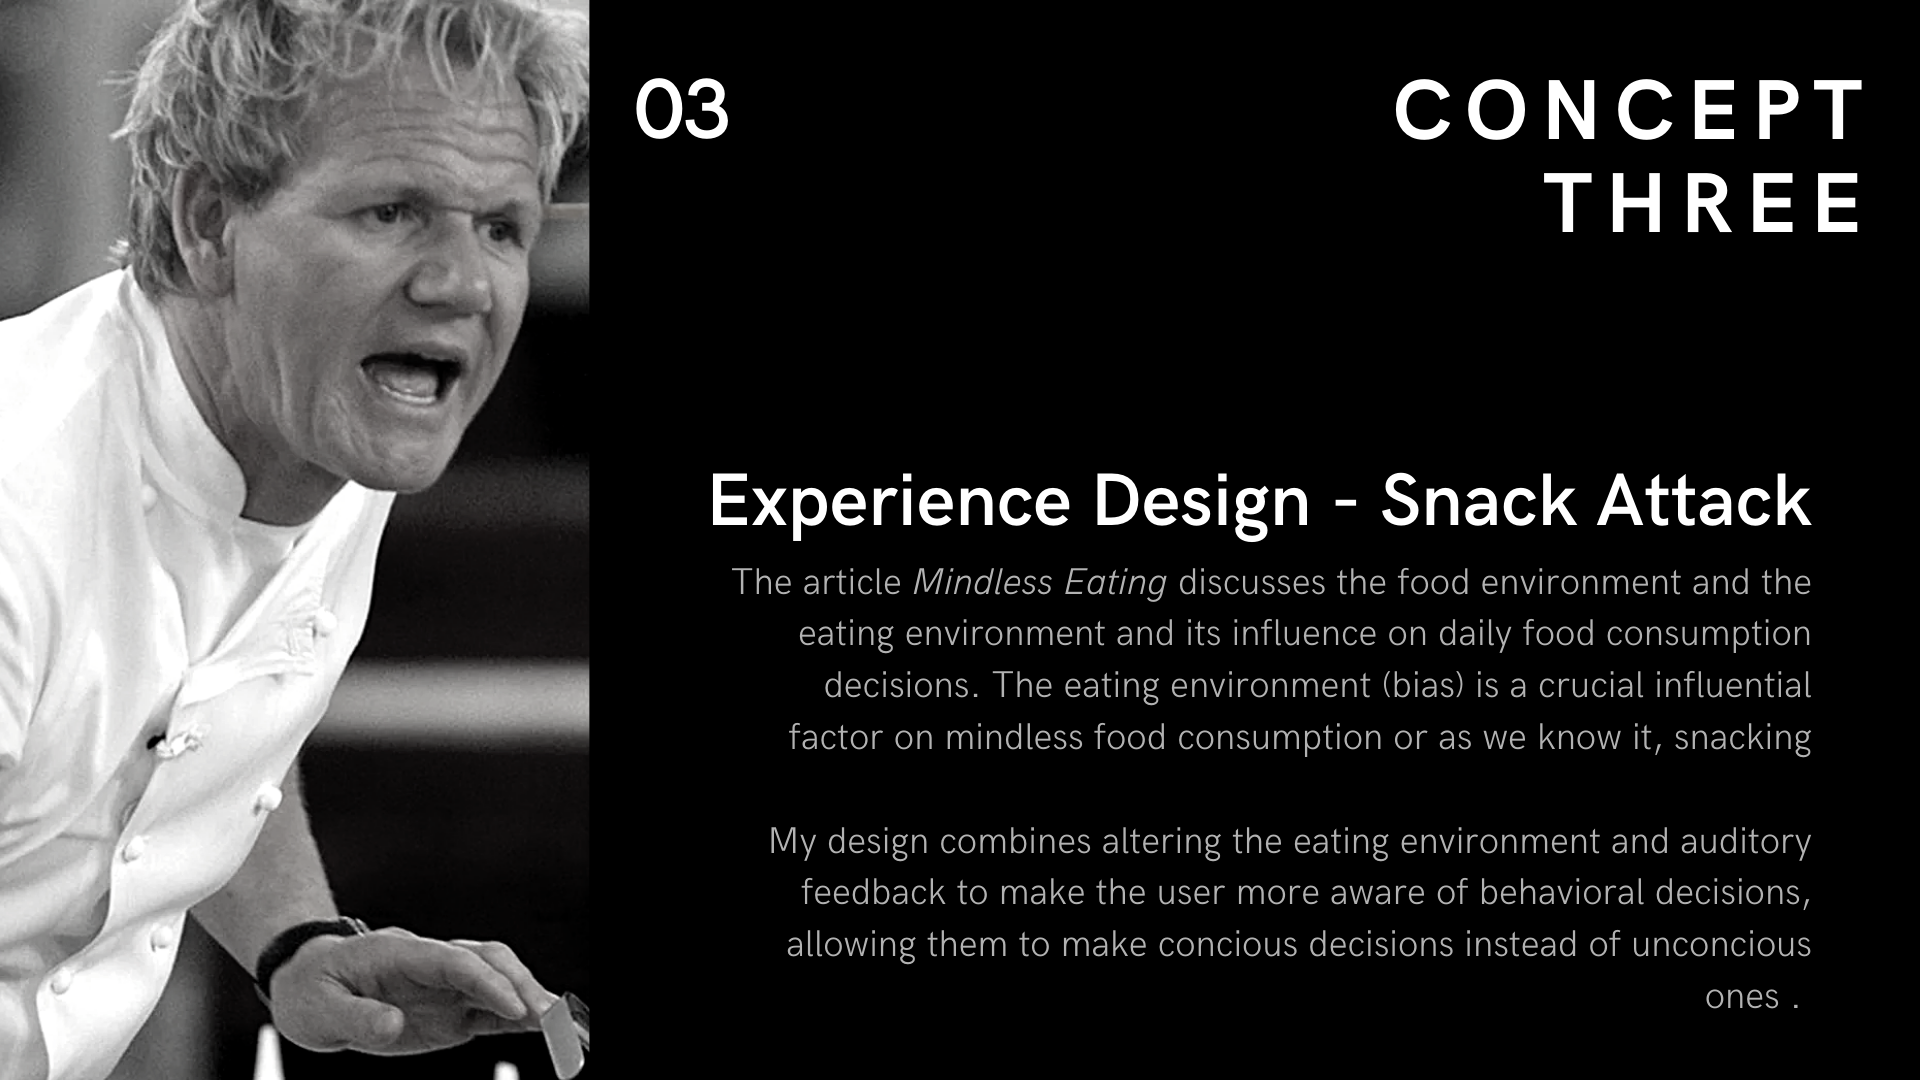 03
CONCEPT
THREE
Experience Design - Snack Attack
The article Mindless Eating discusses the food environment and the
eating environment and its influence on daily food consumption
decisions. The eating environment (bias) is a crucial influential
factor on mindless food consumption or as we know it, snacking
My design combines altering the eating environment and auditory
feedback to make the user more aware of behavioral decisions,
allowing them to make concious decisions instead of unconcious
ones .